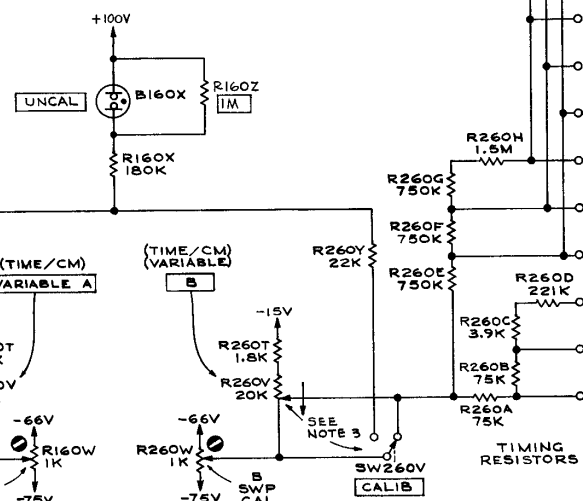 +100V
UNCAL
B160X
R160Z
1M
R160X
180K
R260H
1.5M
R260G
750K
R260F
750K
R260E
750K
R260Y
22K
(TIME/CM)
VARIABLE A
(TIME/CM)
(VARIABLE)
B
-15V
R260T
1.8K
R260V
20K
R260D
221K
R260C
3.9K
R260B
75K
R260A
75K
-66V
R160W
1K
-75V
-66V
R260W
1K
-75V
B
SWP
CAL
SEE
NOTE 3
SW260V
CALIB
TIMING
RESISTORS